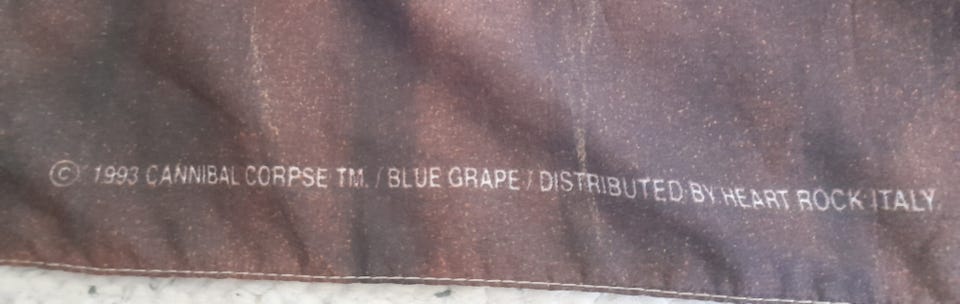 © 1993 CANNIBAL CORPSE TM. / BLUE GRAPE / DISTRIBUTED BY HEART ROCK ITALY.